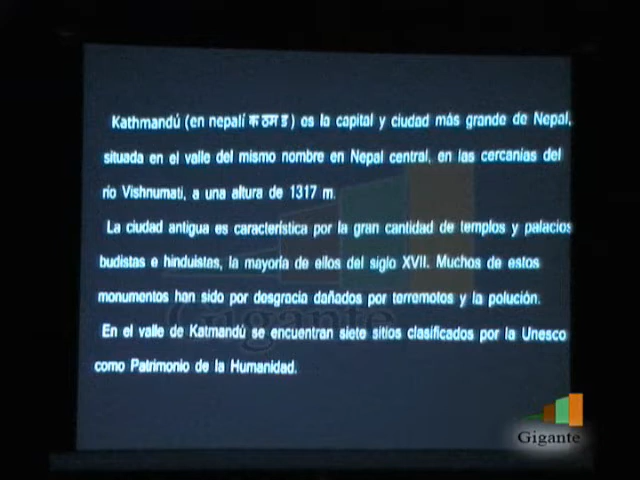 Kathmandú (en nepalí क ठम ड) es la capital y ciudad más grande de Nepal,
situada en el valle del mismo nombre en Nepal central, en las cercanías del
río Vishnumati, a una altura de 1317 m.
La ciudad antigua es característica por la gran cantidad de templos y palacios
budistas e hinduistas, la mayoría de ellos del siglo XVII. Muchos de estos
monumentos han sido por desgracia dañados por terremotos y la polución.
En el valle de Katmandú se encuentran siete sitios clasificados por la Unesco
como Patrimonio de la Humanidad.
Gigante
Gigante